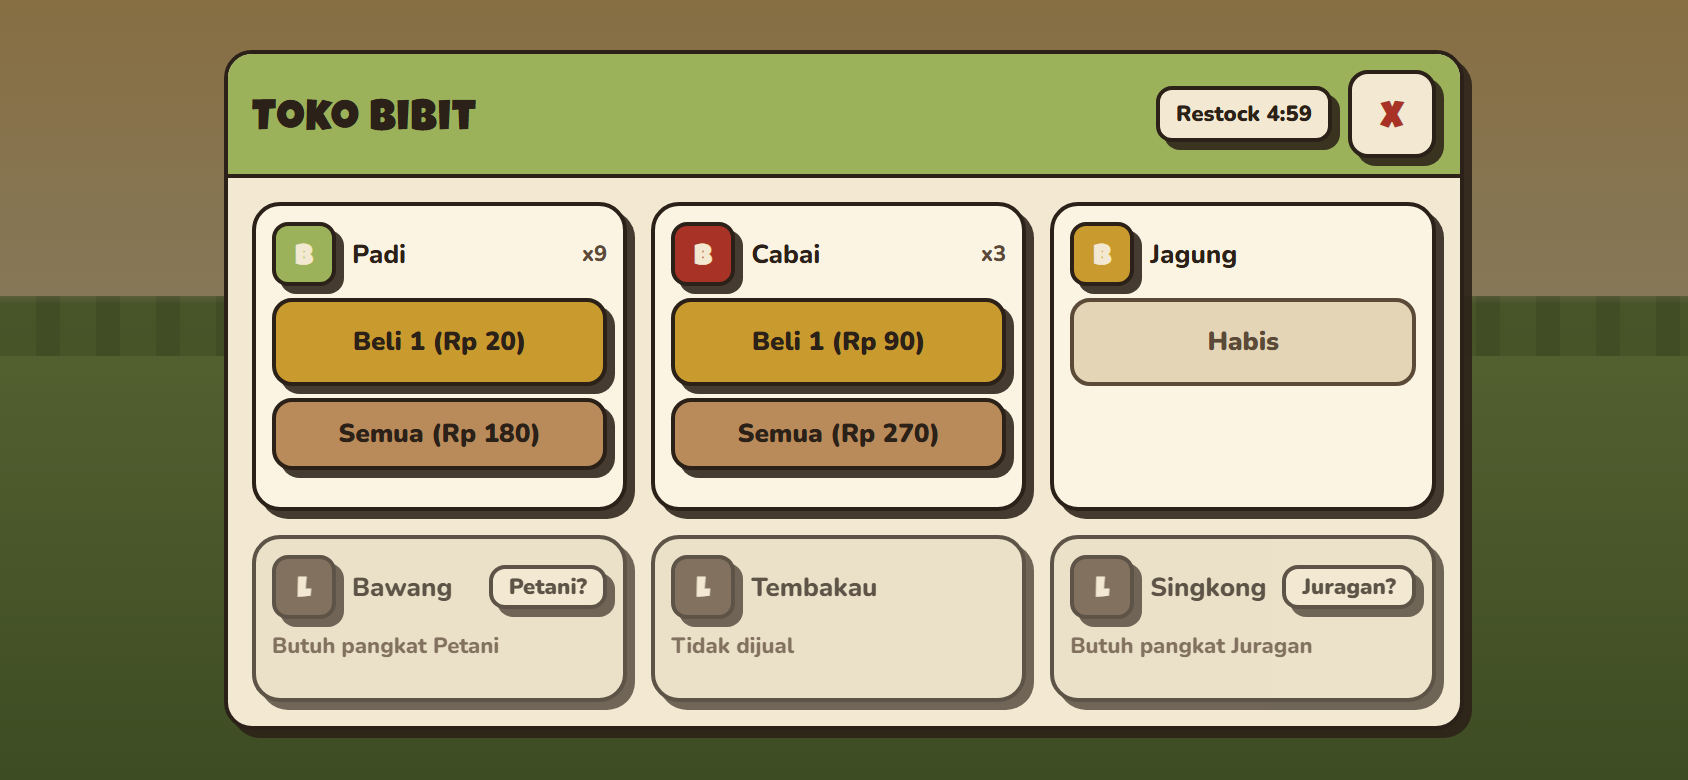 TOKO BIBIT
Restock 4:59
X
B Padi x9
Beli 1 (Rp 20)
Semua (Rp 180)
B Cabai x3
Beli 1 (Rp 90)
Semua (Rp 270)
B Jagung
Habis
L Bawang Petani?
Butuh pangkat Petani
L Tembakau
Tidak dijual
L Singkong Juragan?
Butuh pangkat Juragan